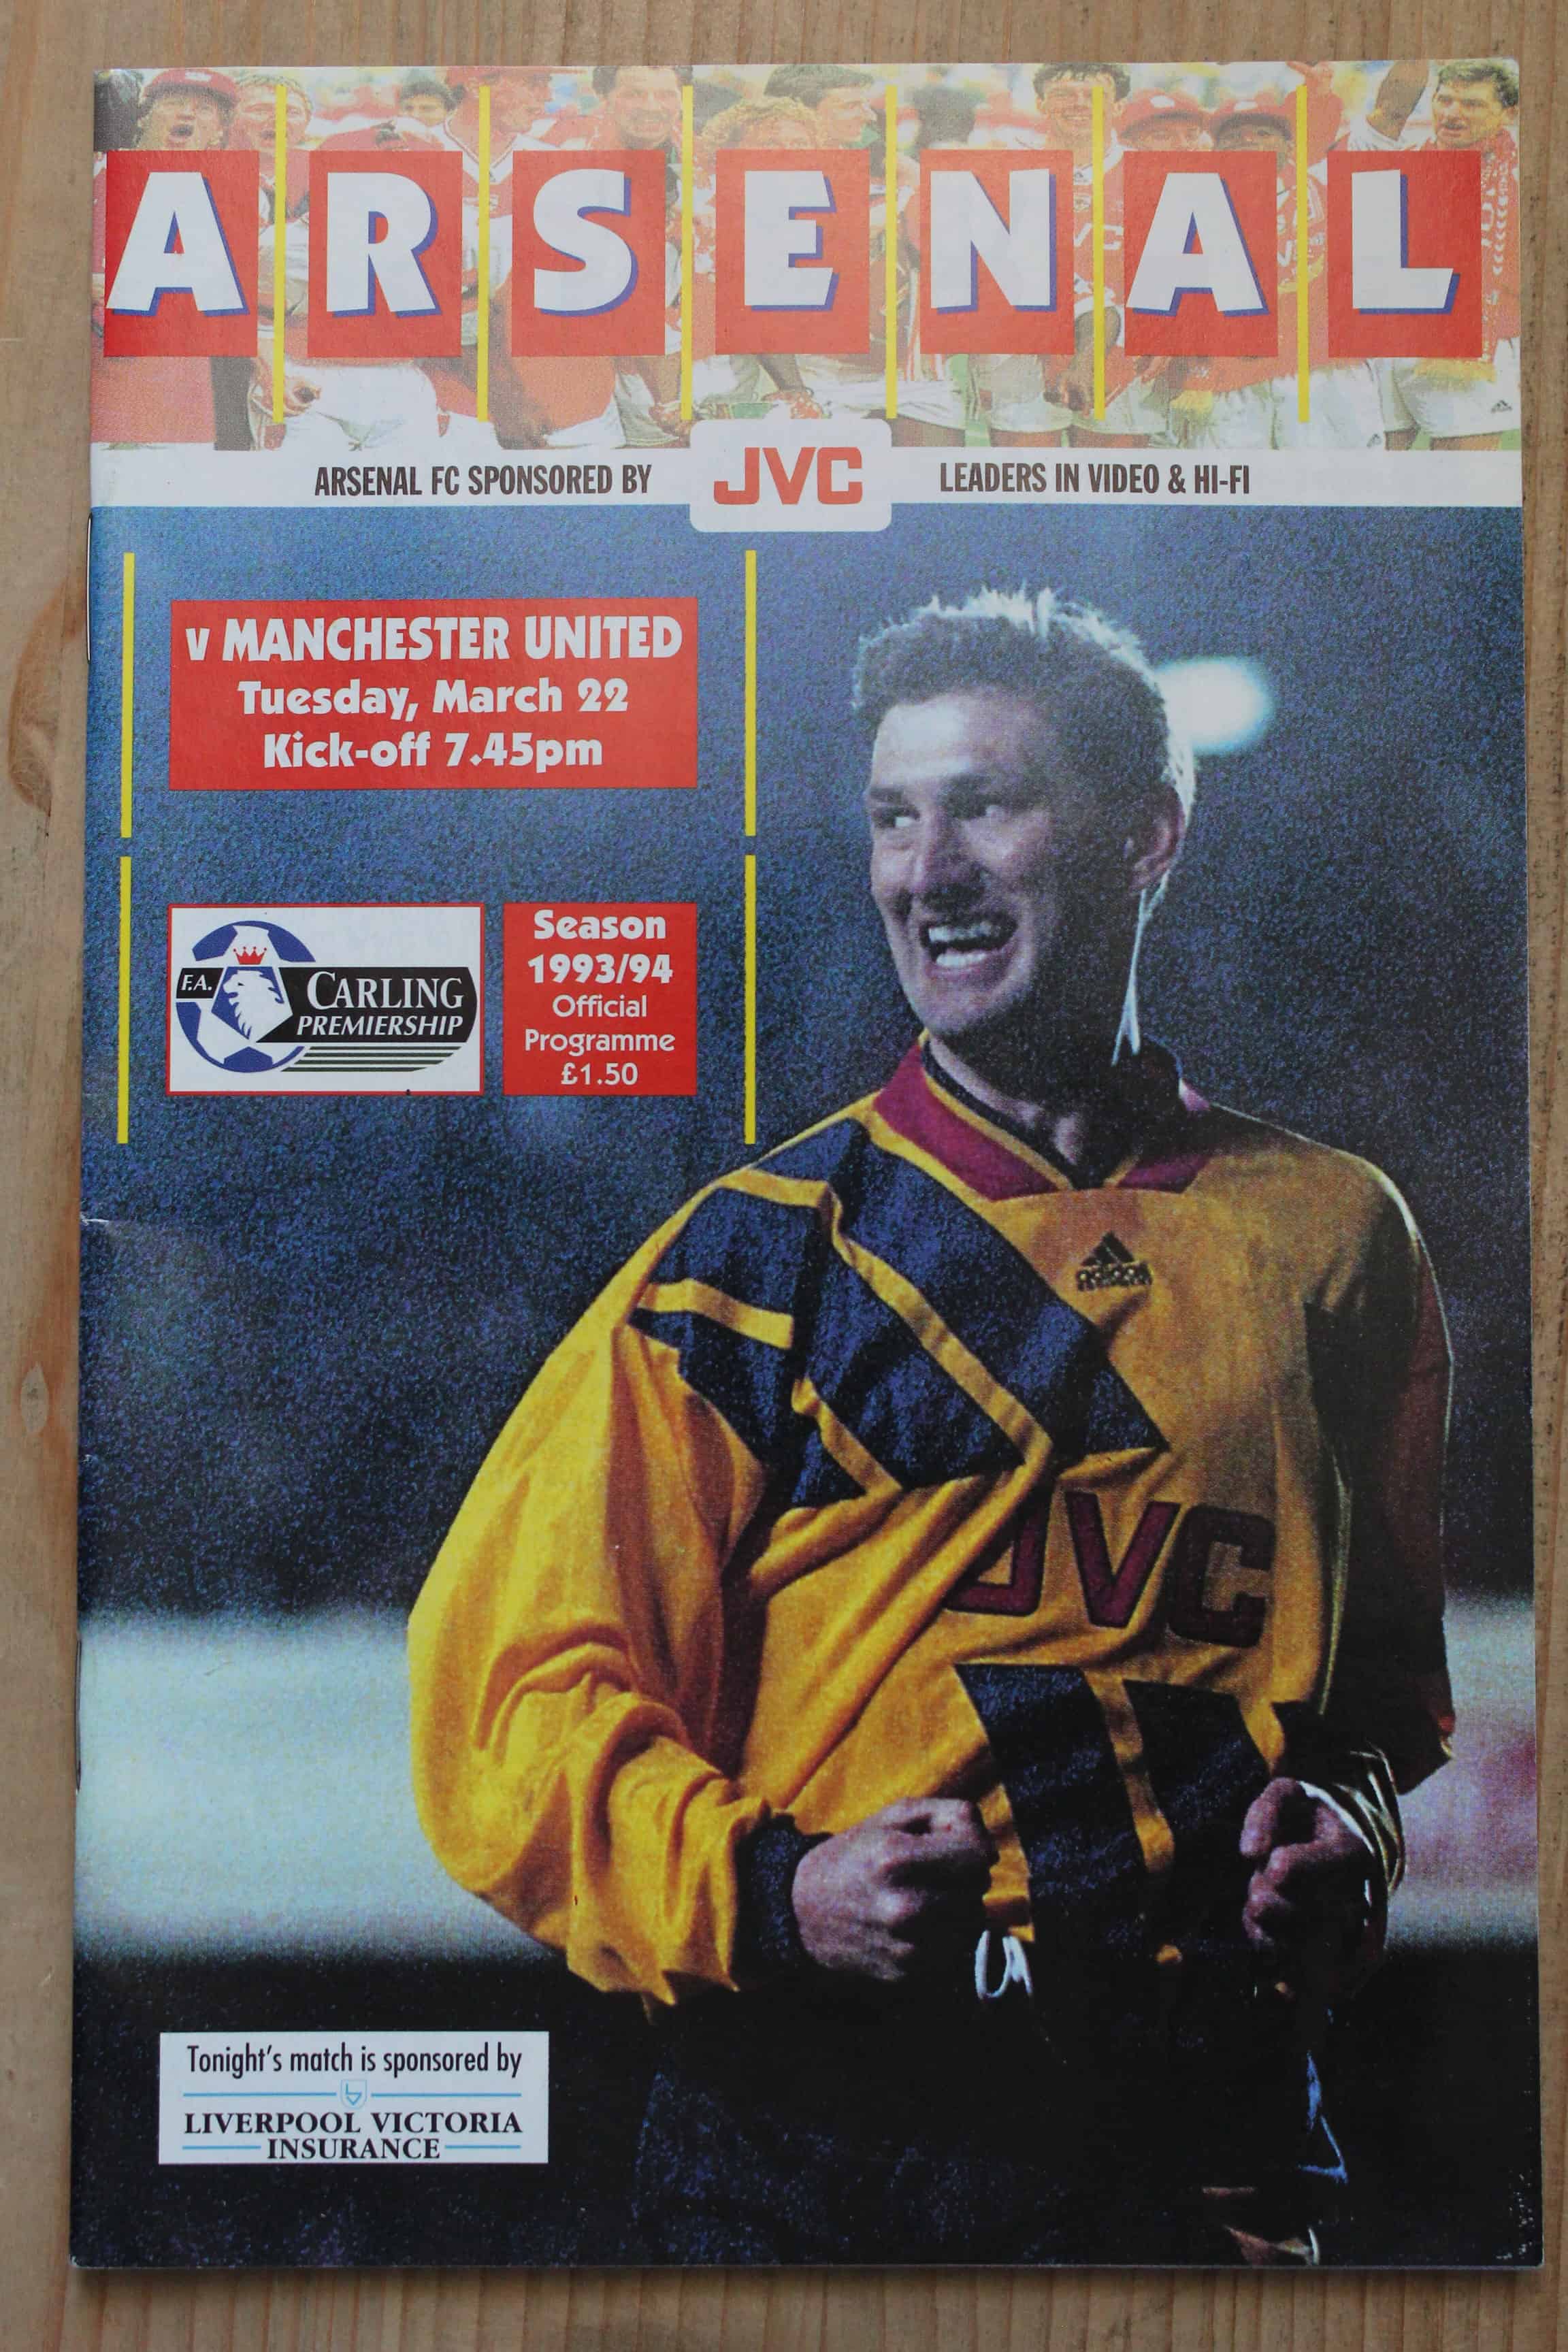 ARSENAL
ARSENAL FC SPONSORED BY JVC LEADERS IN VIDEO & HI-FI
V MANCHESTER UNITED
Tuesday, March 22
Kick-off 7.45pm
F.A. CARLING
PREMIERSHIP
Season
1993/94
Official
Programme
£1.50
adidas
JVC
Tonight's match is sponsored by
LIVERPOOL VICTORIA
INSURANCE